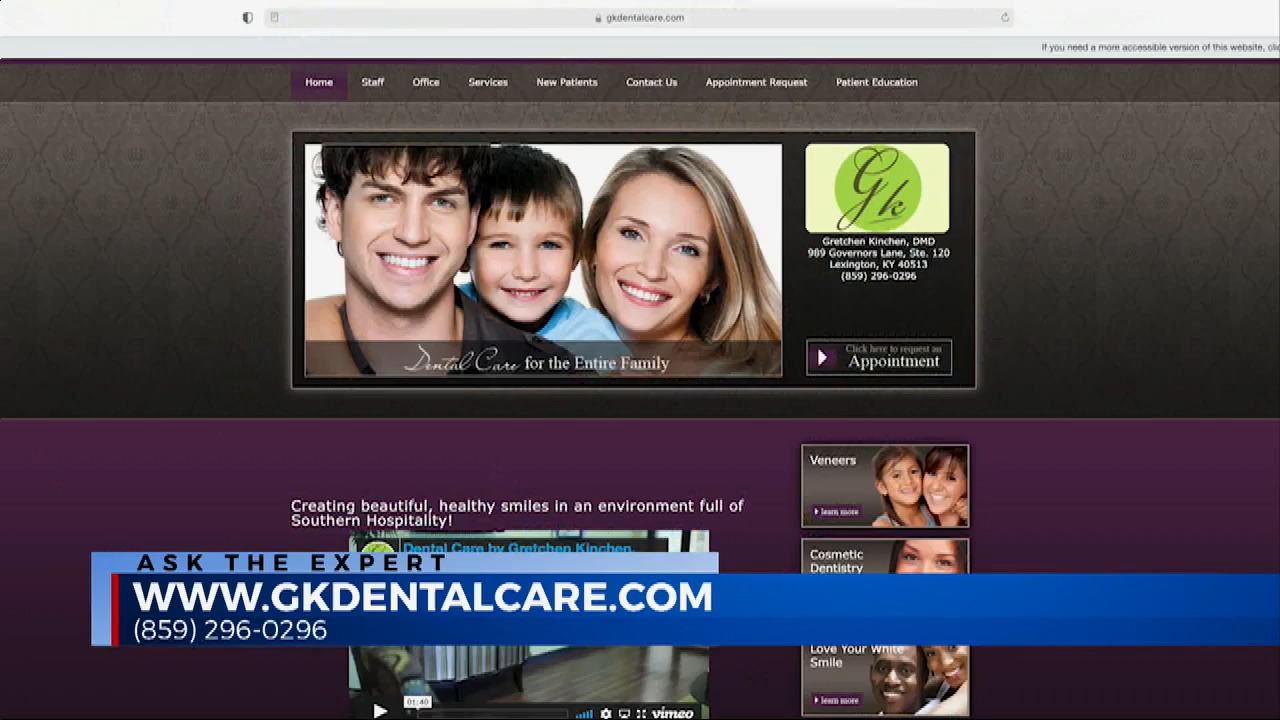 gkdentalcare.com
If you need a more accessible version of this website, clic
Home Staff Office Services New Patients Contact Us Appointment Request Patient Education
Gk
Gretchen Kinchen, DMD
989 Governors Lane, Ste. 120
Lexington, KY 40513
(859) 296-0296
Click here to request an
Appointment
Dental Care for the Entire Family
Veneers
learn more
Creating beautiful, healthy smiles in an environment full of
Southern Hospitality!
Dental Care by Gretchen Kinchen,
Cosmetic
Dentistry
ASK THE EXPERT
WWW.GKDENTALCARE.COM
(859) 296-0296
Love Your White
Smile
learn more
01:40
vimeo